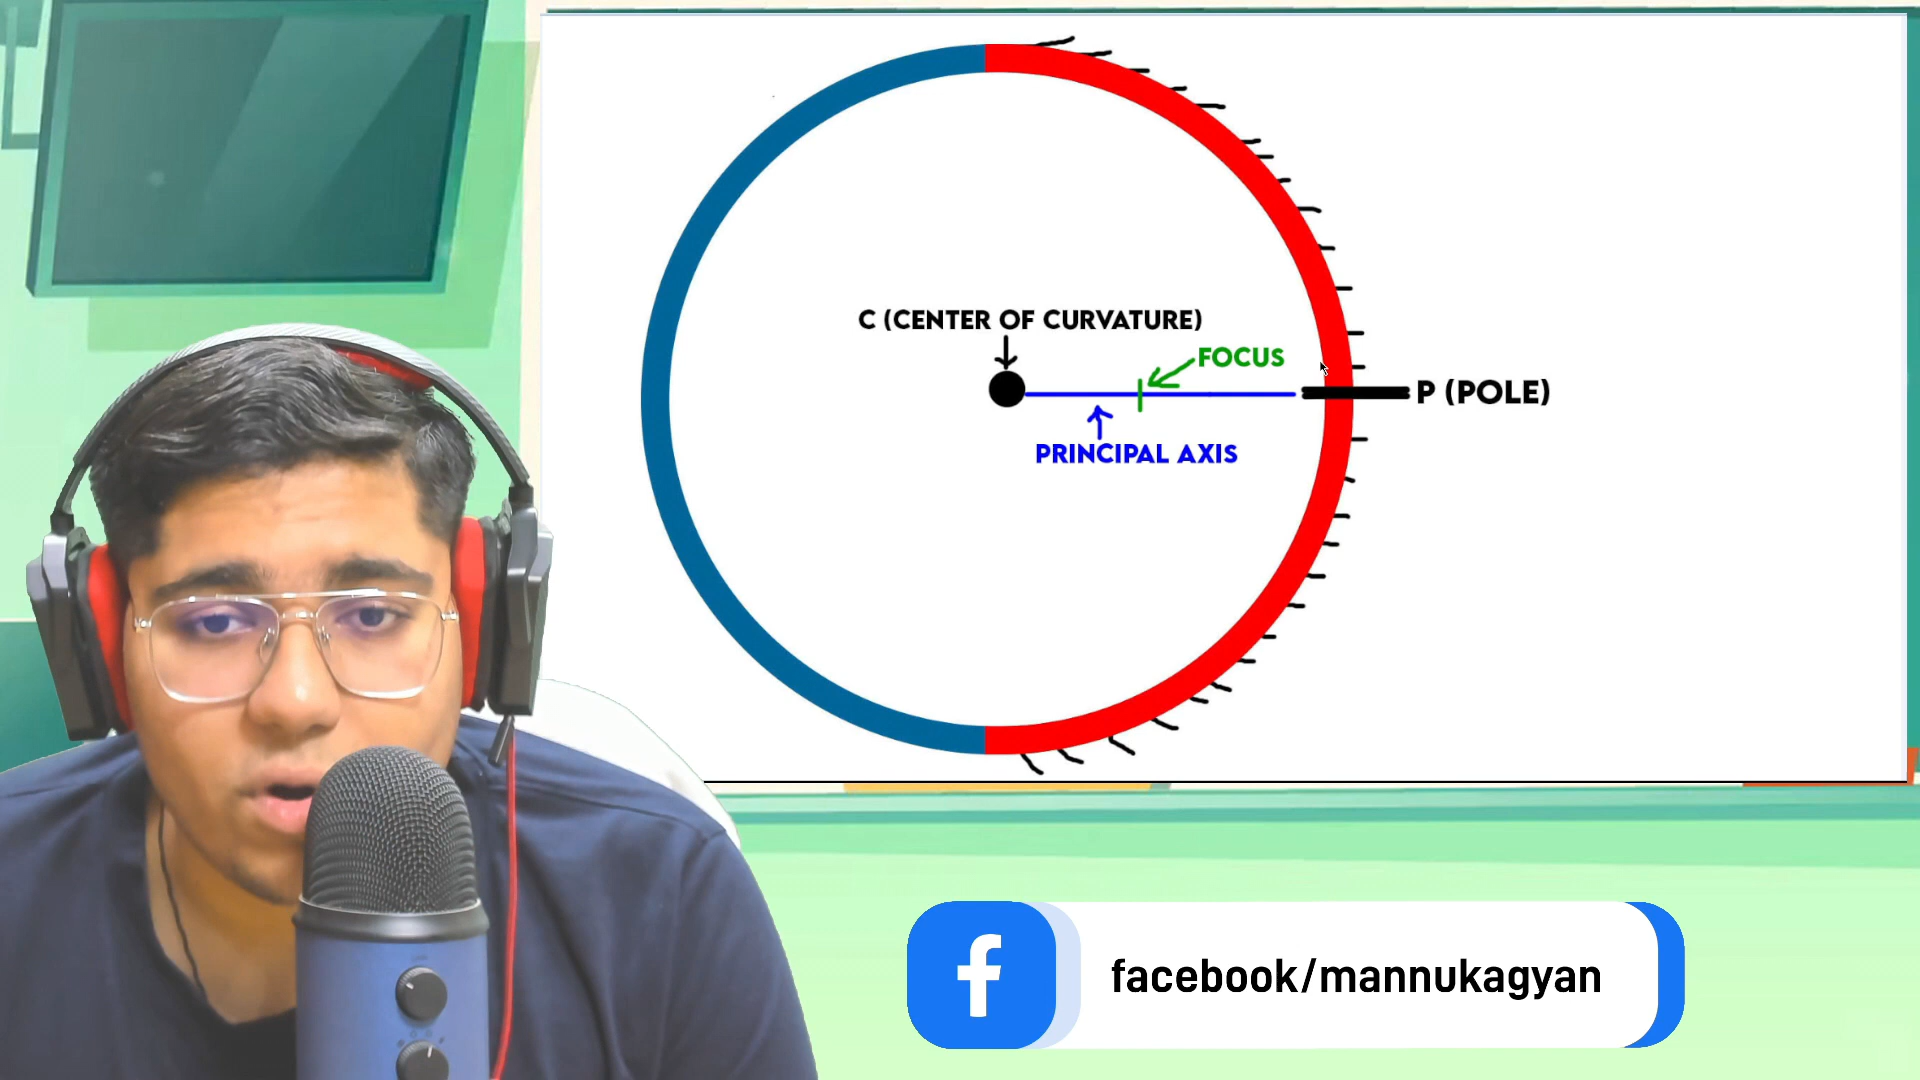 C (CENTER OF CURVATURE)
FOCUS
P (POLE)
PRINCIPAL AXIS
facebook/mannukagyan